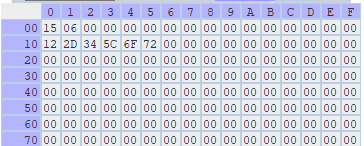 0 1 2 3 4 5 6 7 8 9 A B C D E F
00 15 06 00 00 00 00 00 00 00 00 00 00 00 00 00 00
10 12 2D 34 5C 6F 72 00 00 00 00 00 00 00 00 00 00
20 00 00 00 00 00 00 00 00 00 00 00 00 00 00 00 00
30 00 00 00 00 00 00 00 00 00 00 00 00 00 00 00 00
40 00 00 00 00 00 00 00 00 00 00 00 00 00 00 00 00
50 00 00 00 00 00 00 00 00 00 00 00 00 00 00 00 00
60 00 00 00 00 00 00 00 00 00 00 00 00 00 00 00 00
70 00 00 00 00 00 00 00 00 00 00 00 00 00 00 00 00